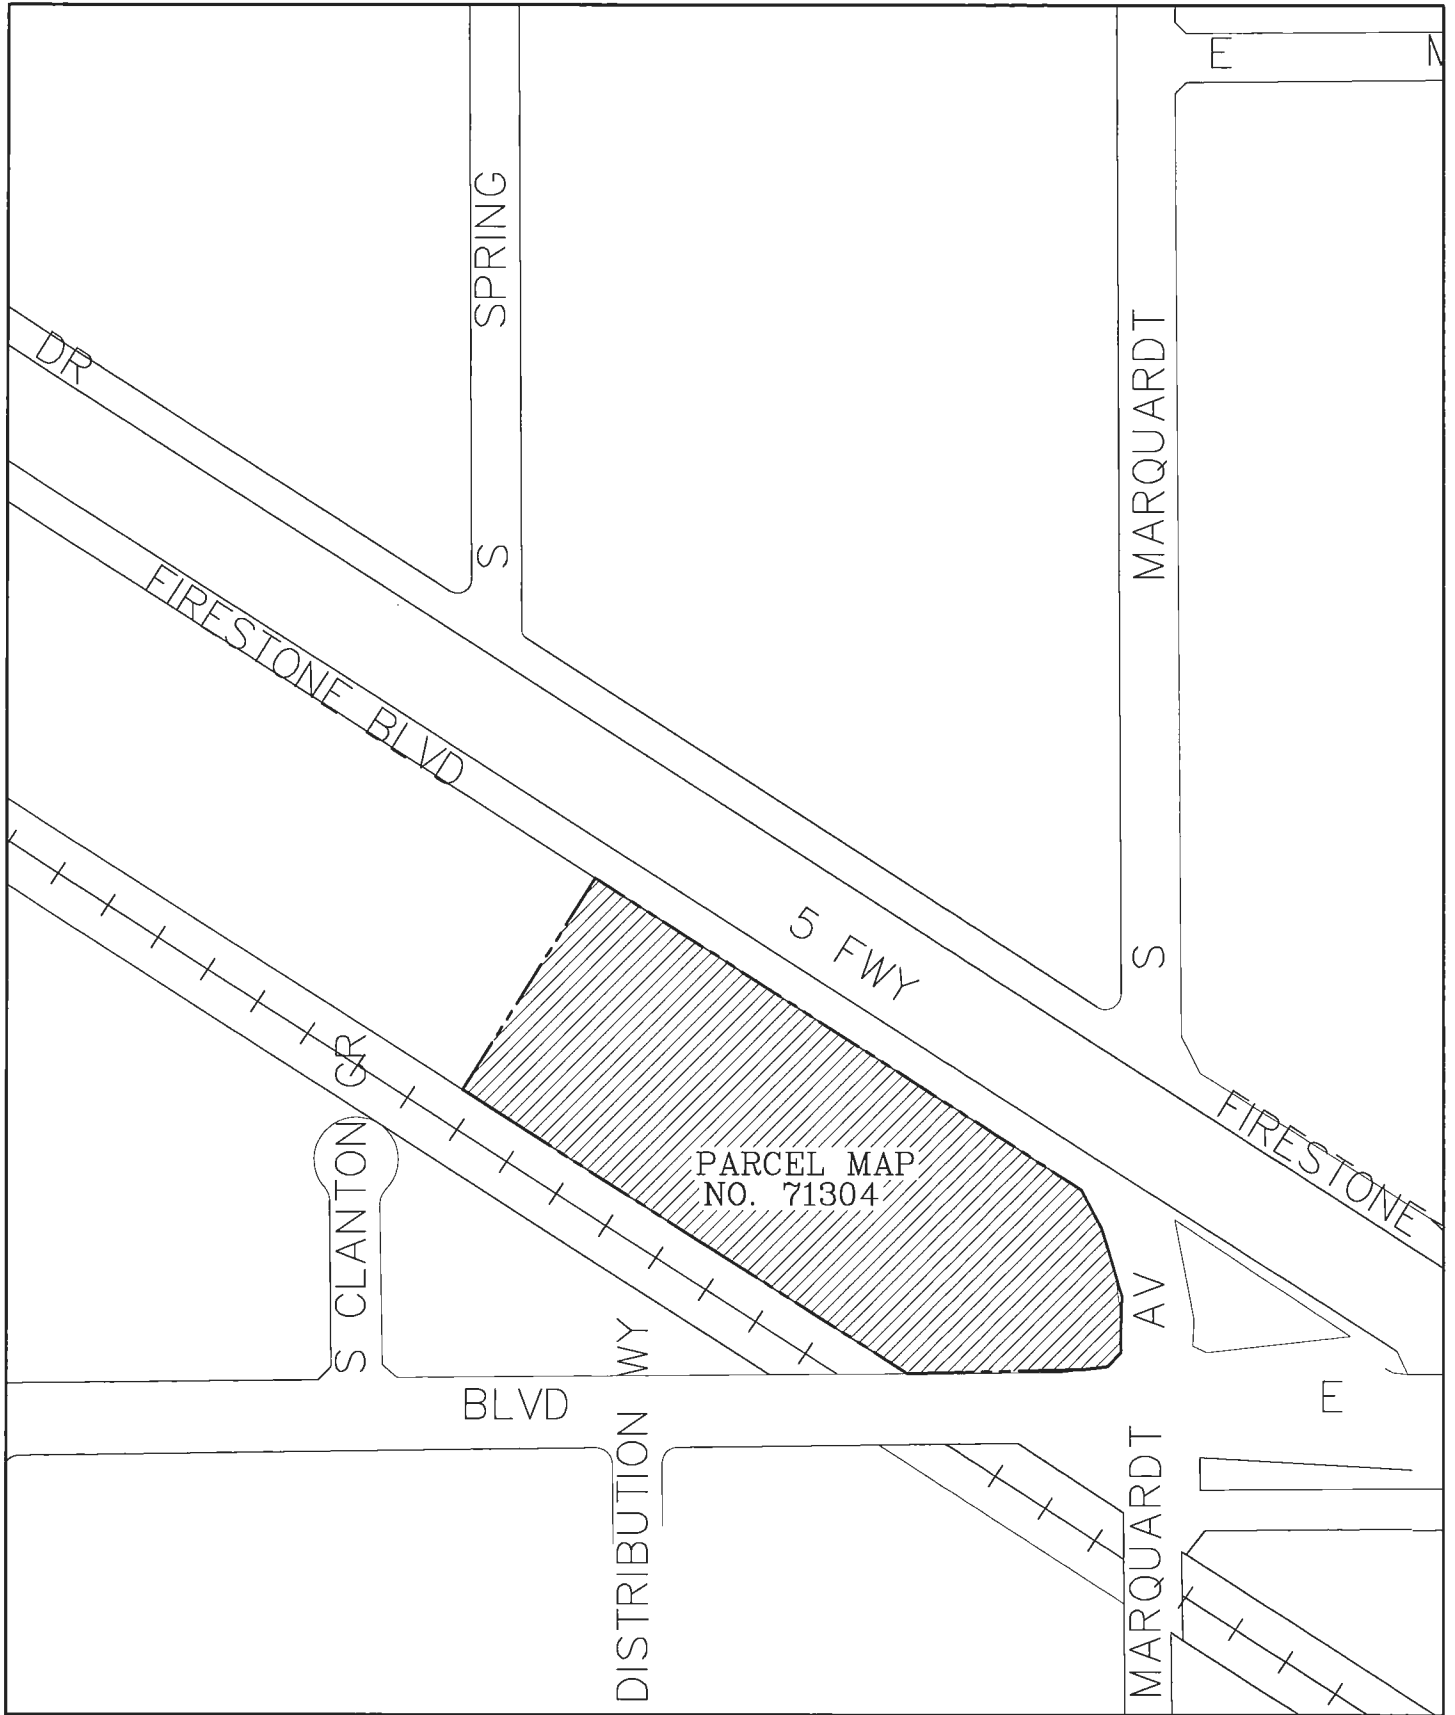 E
SPRING
S
DR
MARQUARDT
S
FIRESTONE BLVD
5 FWY
FIRESTONE
PARCEL MAP
NO. 71304
S CLANTON CR
AV
BLVD
E
DISTRIBUTION WY
MARQUARDT